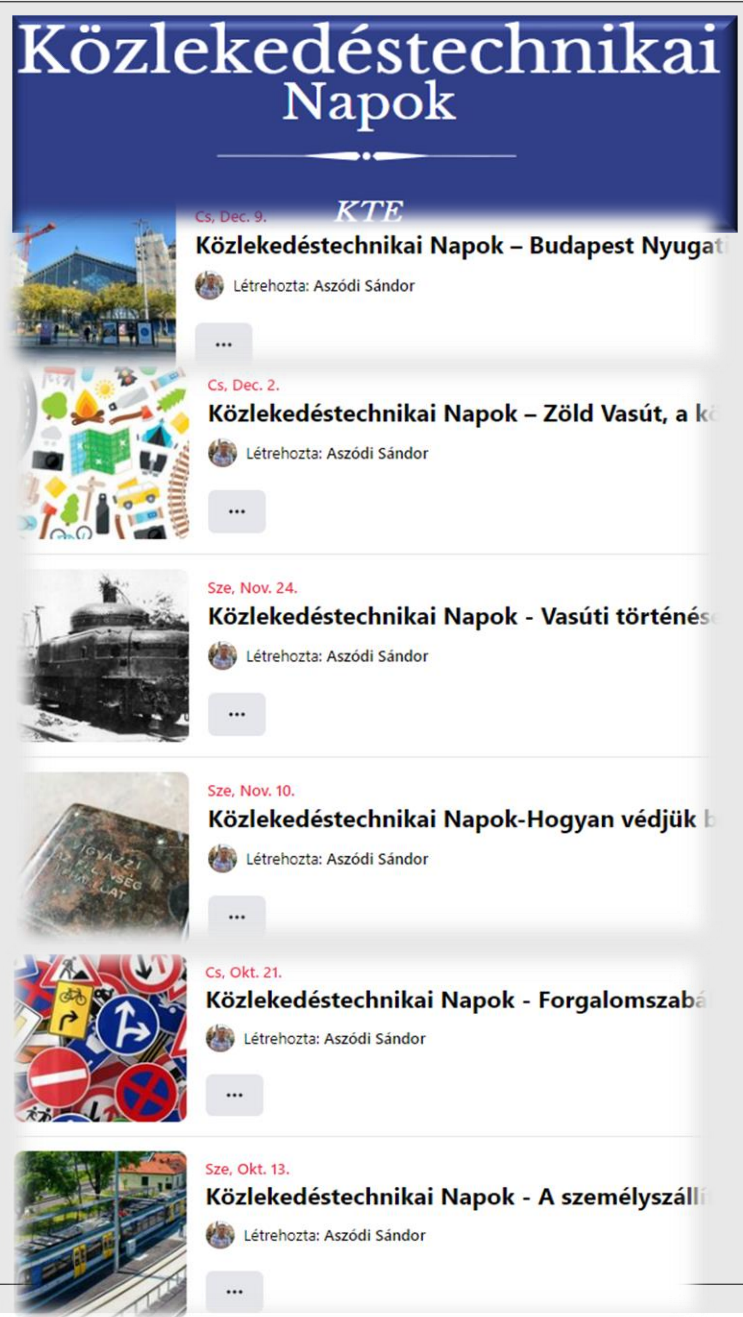 Közlekedéstechnikai
Napok
KTE
Cs, Dec. 9.
Közlekedéstechnikai Napok – Budapest Nyugati
Létrehozta: Aszódi Sándor
...
Cs, Dec. 2.
Közlekedéstechnikai Napok – Zöld Vasút, a
Létrehozta: Aszódi Sándor
...
Sze, Nov. 24.
Közlekedéstechnikai Napok - Vasúti
Létrehozta: Aszódi Sándor
...
Sze, Nov. 10.
Közlekedéstechnikai Napok-Hogyan védjük
Létrehozta: Aszódi Sándor
...
VIGYÁZZ!
Cs, Okt. 21.
Közlekedéstechnikai Napok - Forgalomszabá
Létrehozta: Aszódi Sándor
...
Sze, Okt. 13.
Közlekedéstechnikai Napok - A személyszállí
Létrehozta: Aszódi Sándor
...